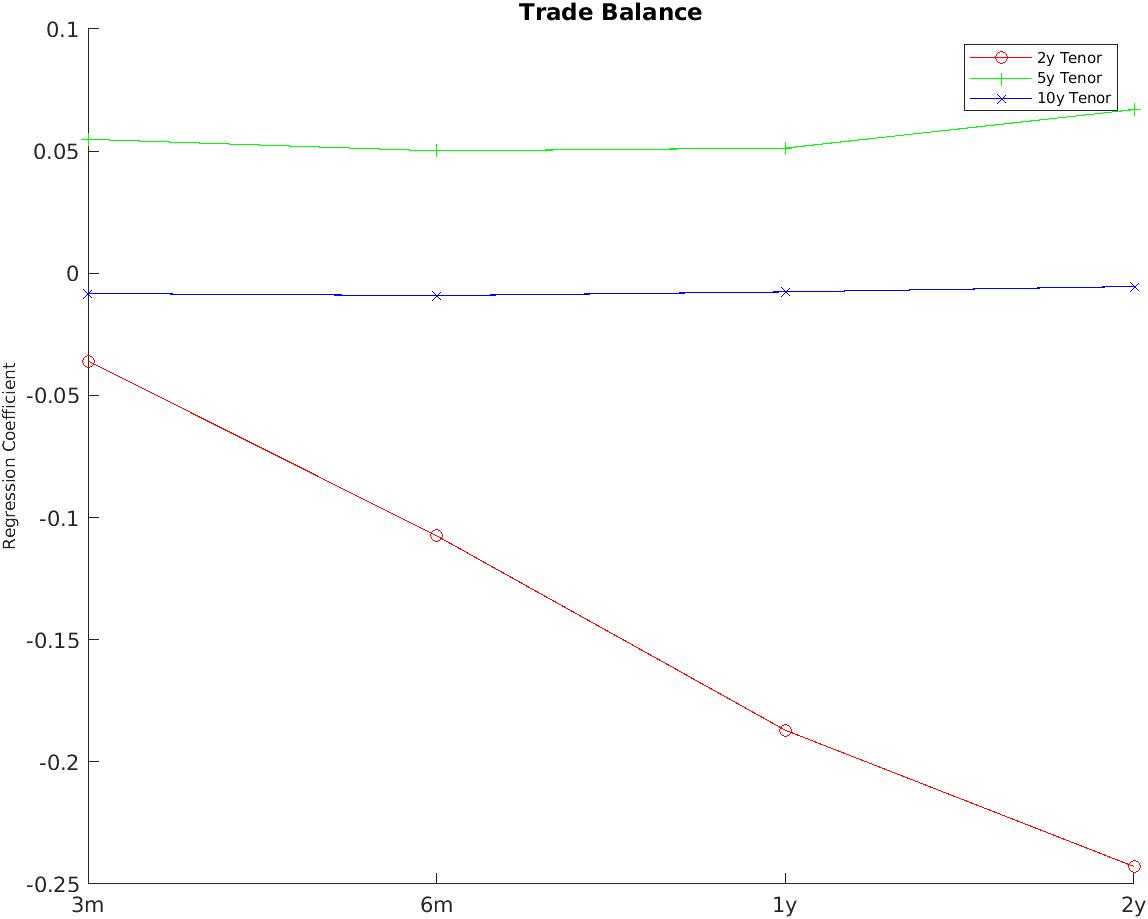 Trade Balance
0.1
0.05
0
-0.05
-0.1
-0.15
-0.2
-0.25
Regression Coefficient
3m
6m
1y
2y
2y Tenor
5y Tenor
10y Tenor